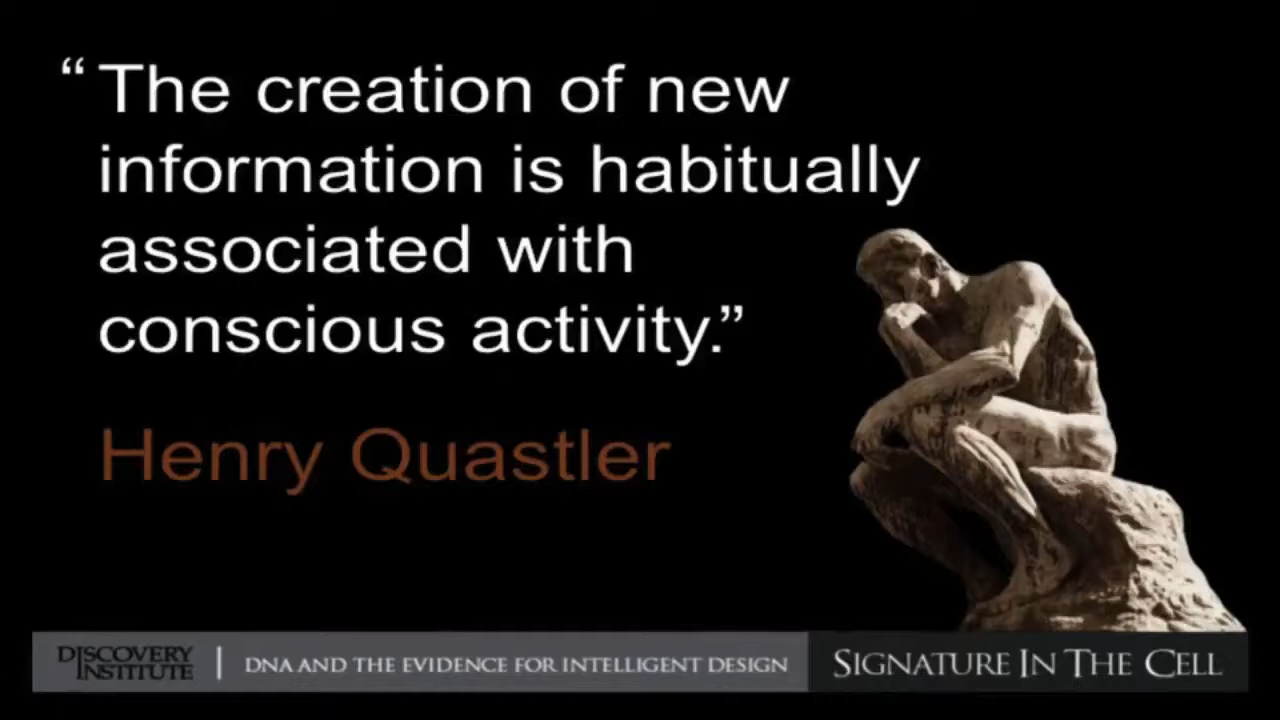 “The creation of new
information is habitually
associated with
conscious activity.”
Henry Quastler
DISCOVERY
INSTITUTE
DNA AND THE EVIDENCE FOR INTELLIGENT DESIGN
SIGNATURE IN THE CELL